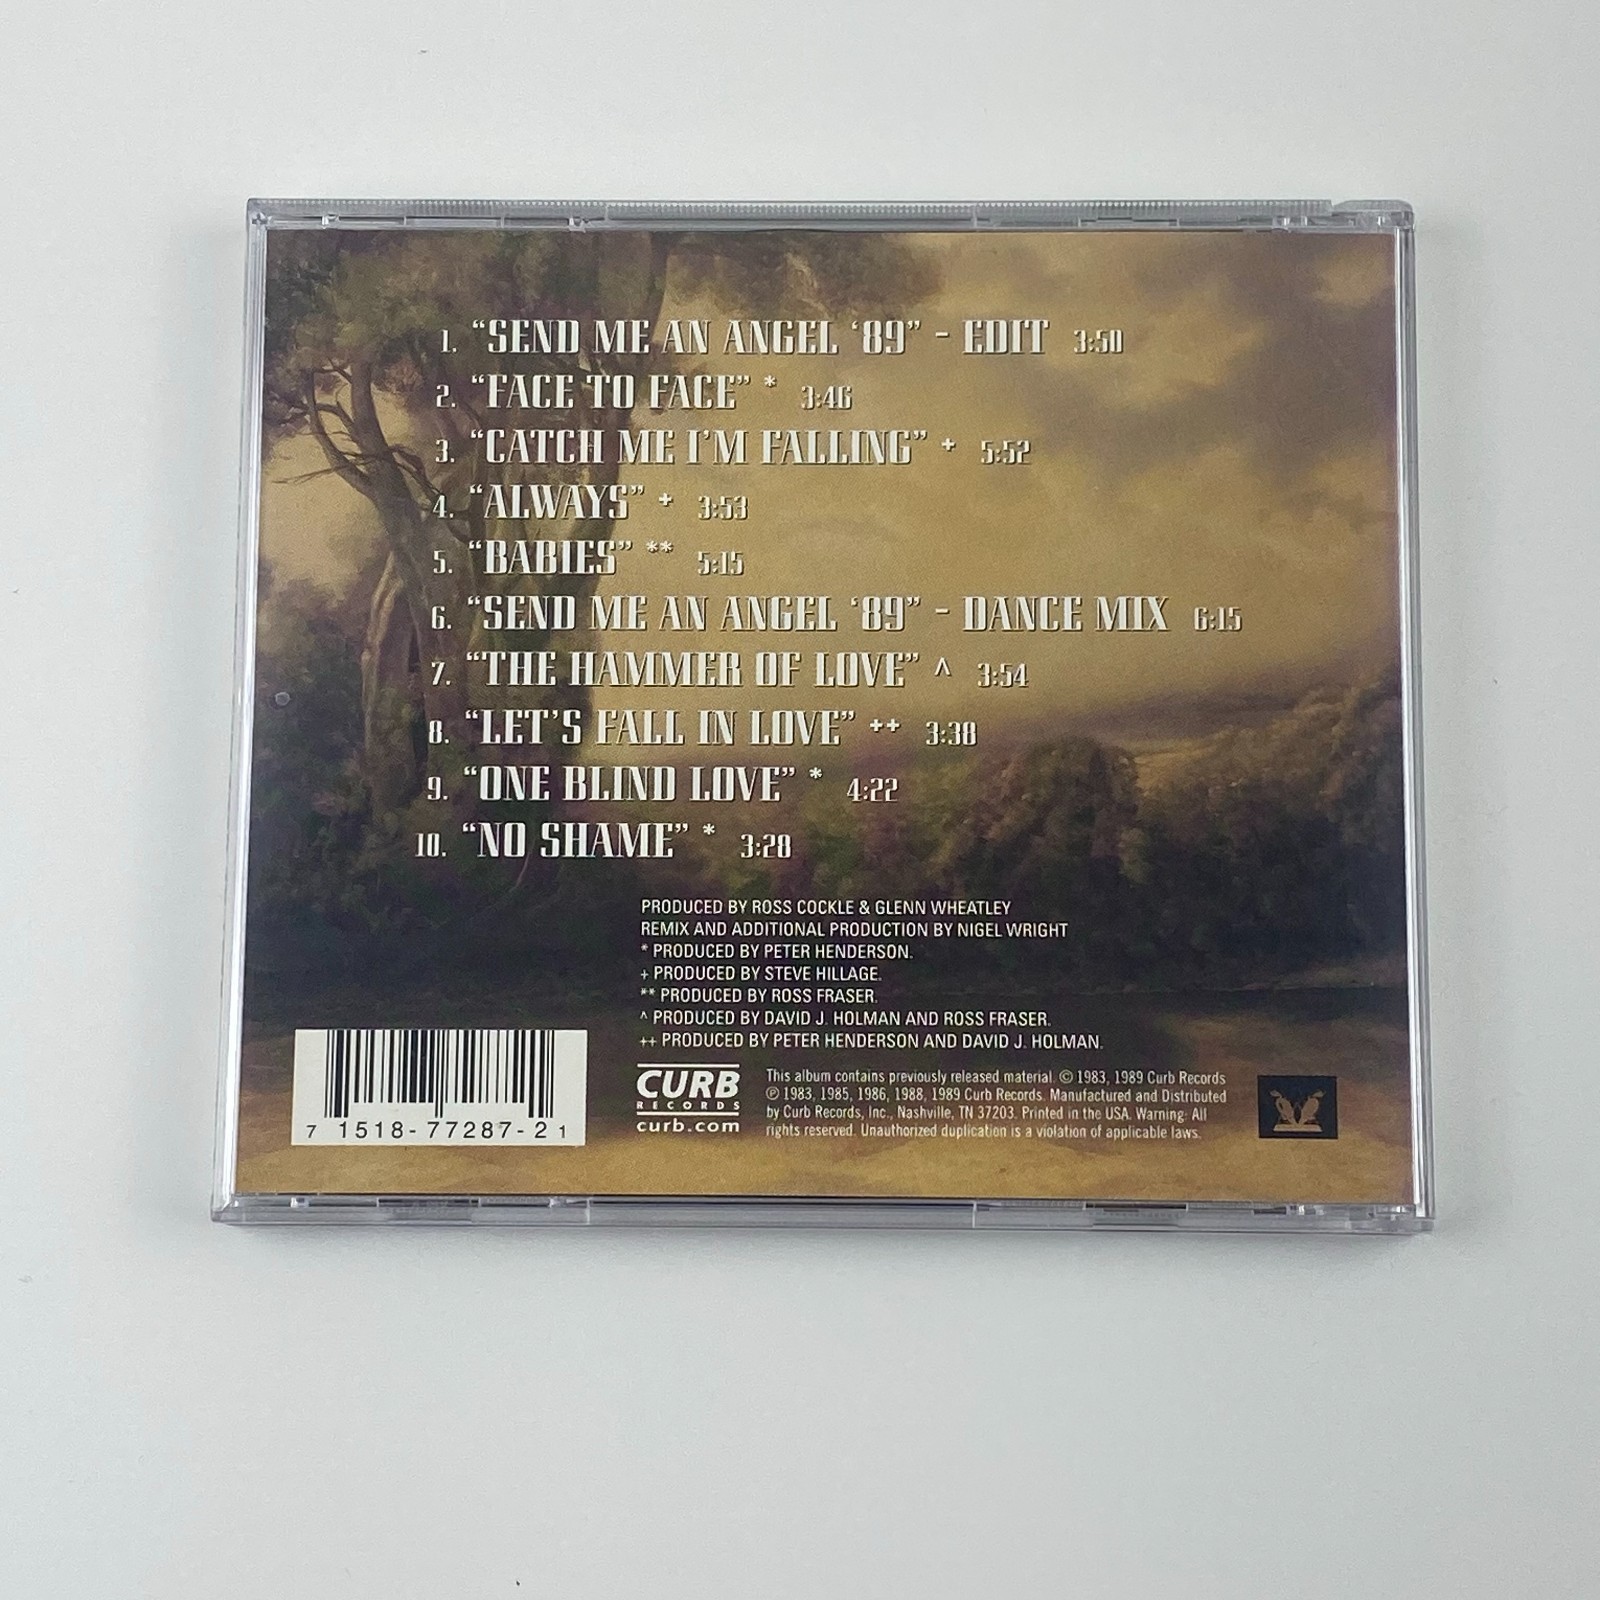 1. “SEND ME AN ANGEL ‘89” - EDIT 3:50
2. “FACE TO FACE” * 3:46
3. “CATCH ME I’M FALLING” + 5:52
4. “ALWAYS” + 3:53
5. “BABIES” ** 5:15
6. “SEND ME AN ANGEL ‘89” - DANCE MIX 6:15
7. “THE HAMMER OF LOVE” ^ 3:54
8. “LET’S FALL IN LOVE” ++ 3:38
9. “ONE BLIND LOVE” * 4:22
10. “NO SHAME” * 3:28
PRODUCED BY ROSS COCKLE & GLENN WHEATLEY
REMIX AND ADDITIONAL PRODUCTION BY NIGEL WRIGHT
* PRODUCED BY PETER HENDERSON.
+ PRODUCED BY STEVE HILLAGE.
** PRODUCED BY ROSS FRASER.
^ PRODUCED BY DAVID J. HOLMAN AND ROSS FRASER.
++ PRODUCED BY PETER HENDERSON AND DAVID J. HOLMAN.
7 1518-77287-2 1
CURB
RECORDS
curb.com
This album contains previously released material. © 1983, 1989 Curb Records
℗ 1983, 1985, 1986, 1988, 1989 Curb Records. Manufactured and Distributed
by Curb Records, Inc., Nashville, TN 37203. Printed in the USA. Warning: All
rights reserved. Unauthorized duplication is a violation of applicable laws.